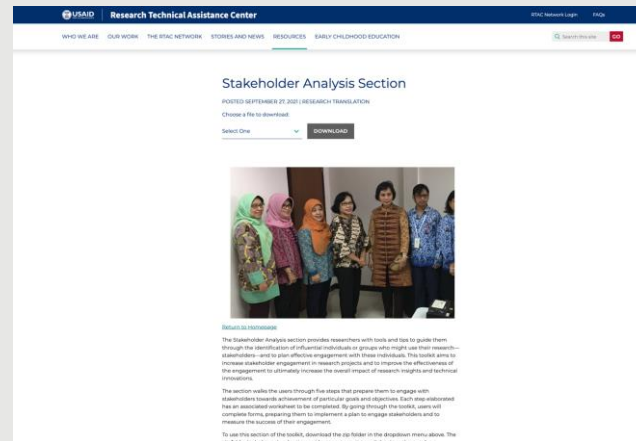 USAID Research Technical Assistance Center
RTAC Network Login FAQs
WHO WE ARE OUR WORK THE RTAC NETWORK STORIES AND NEWS RESOURCES EARLY CHILDHOOD EDUCATION
Search this site GO
Stakeholder Analysis Section
POSTED SEPTEMBER 27, 2021 | RESEARCH TRANSLATION
Choose a file to download:
Select One DOWNLOAD
Return to Homepage
The Stakeholder Analysis section provides researchers with tools and tips to guide them
through the identification of influential individuals or groups who might use their research—
stakeholders—and to plan effective engagement with these individuals. This toolkit aims to
increase stakeholder engagement in research projects and to improve the effectiveness of
the engagement to ultimately increase the overall impact of research insights and technical
innovations.
The section walks the users through five steps that prepare them to engage with
stakeholders towards achievement of particular goals and objectives. Each step elaborated
has an associated worksheet to be completed. By going through the toolkit, users will
complete forms, preparing them to implement a plan to engage stakeholders and to
measure the success of their engagement.
To use this section of the toolkit, download the zip folder in the dropdown menu above. The